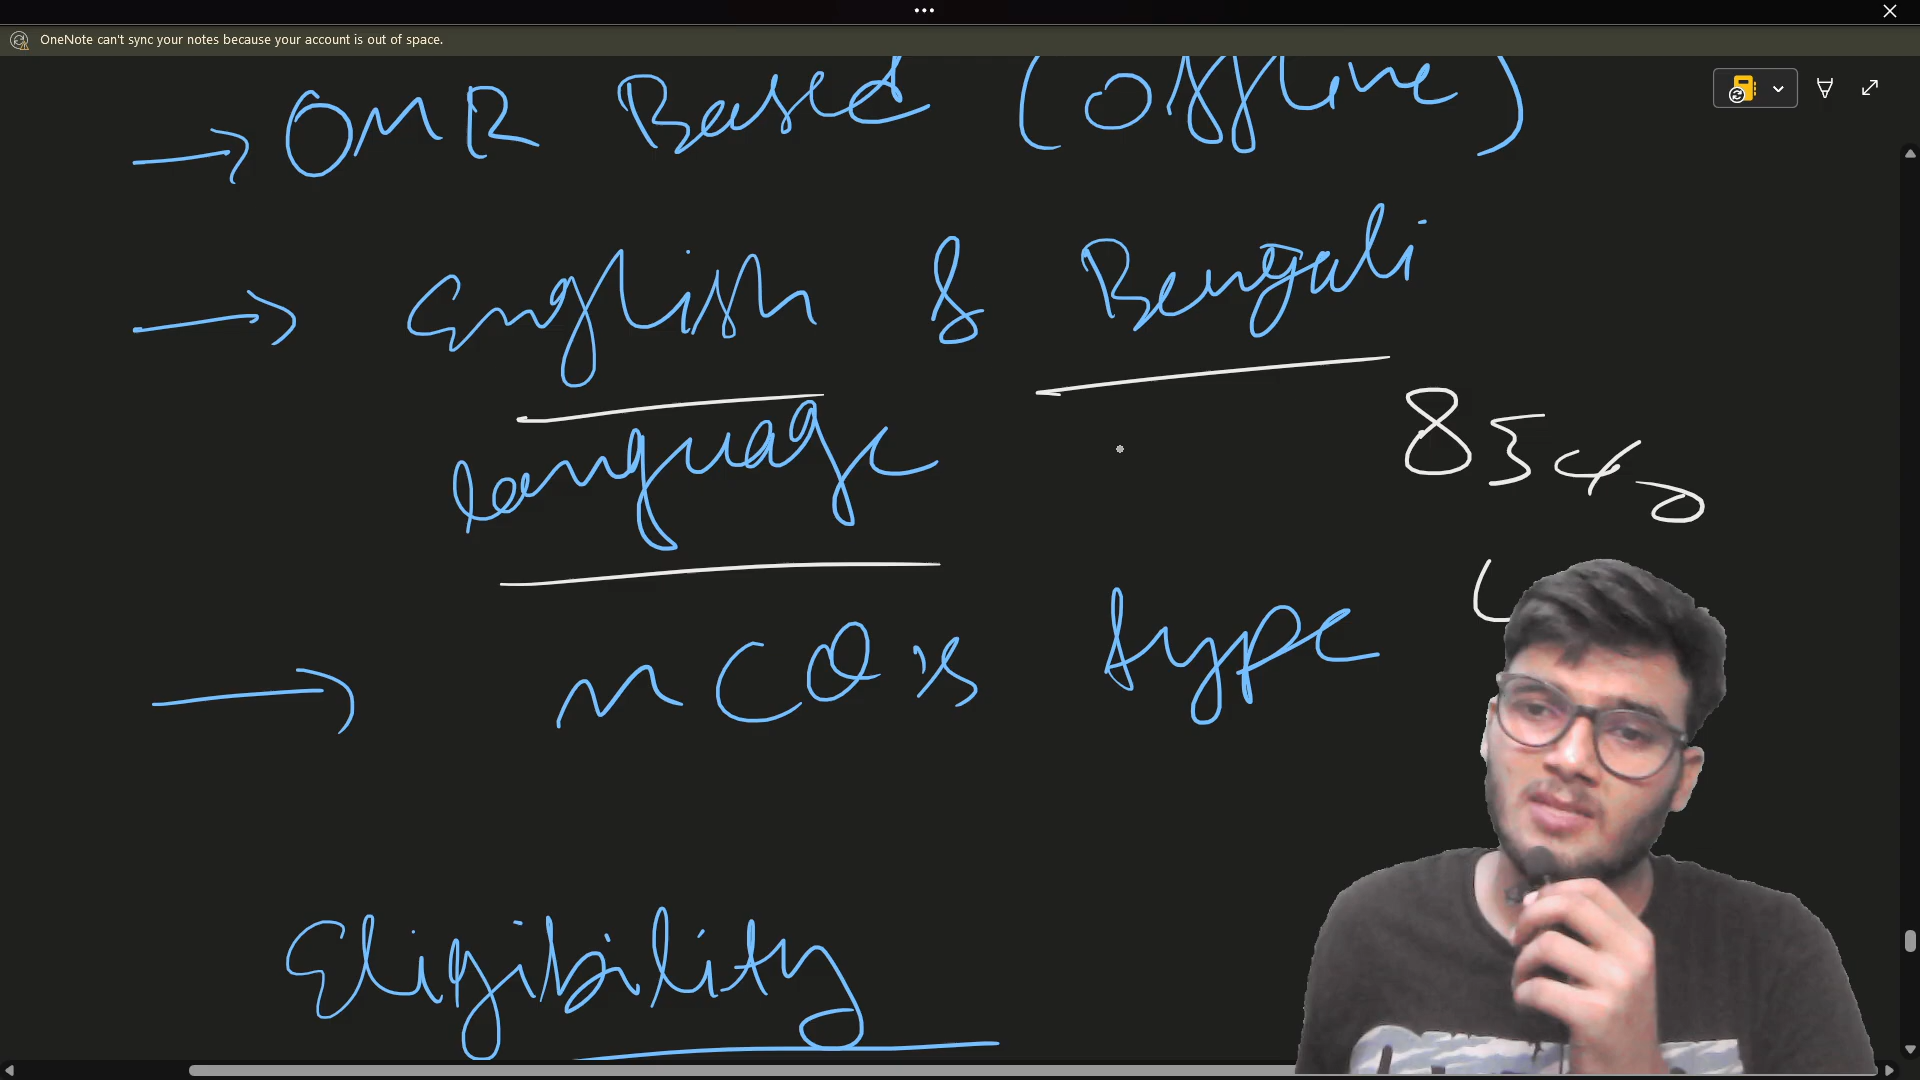 OneNote can't sync your notes because your account is out of space.
→ OMR Based (Offline)
→ English & Bengali
language
→ MCQ's type
Eligibility